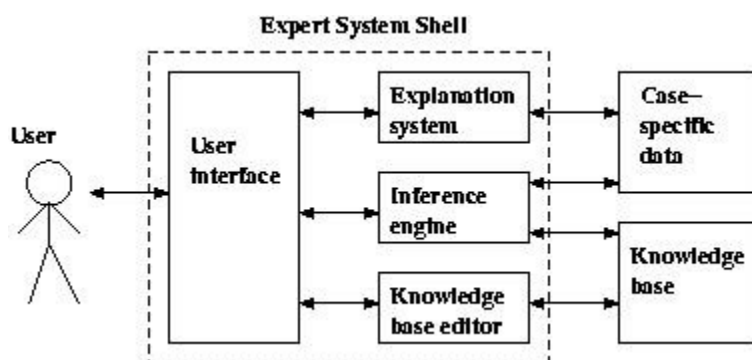 Expert System Shell
User
User
interface
Explanation
system
Inference
engine
Knowledge
base editor
Case-
specific
data
Knowledge
base